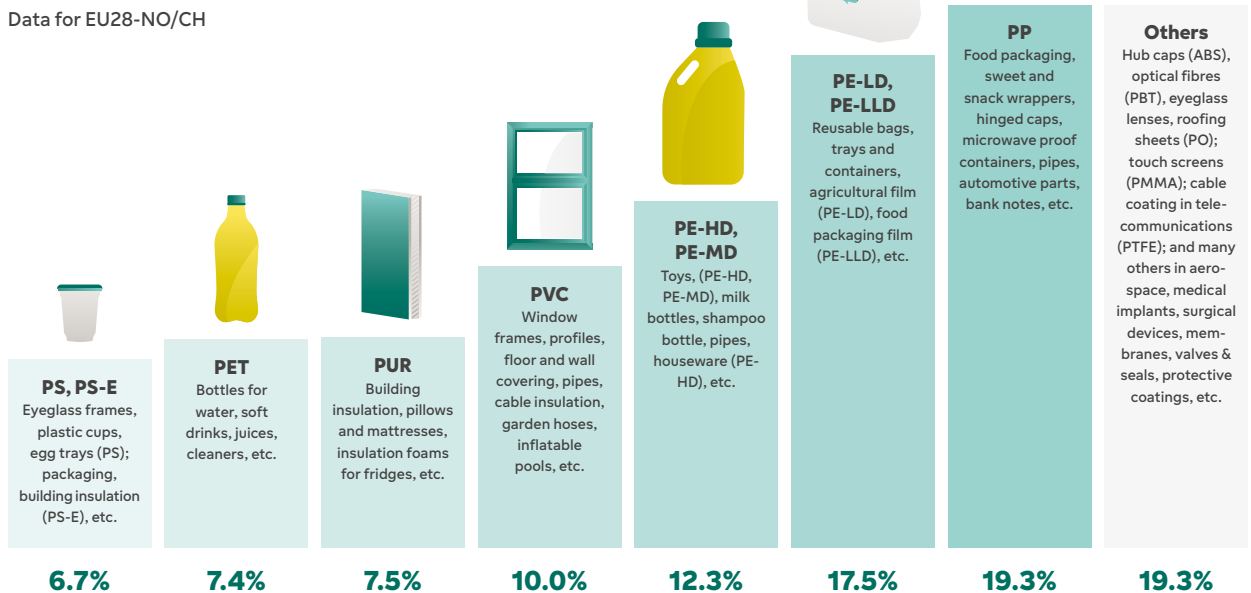 Data for EU28-NO/CH
PS, PS-E
Eyeglass frames,
plastic cups,
egg trays (PS);
packaging,
building insulation
(PS-E), etc.
6.7%
PET
Bottles for
water, soft
drinks, juices,
cleaners, etc.
7.4%
PUR
Building
insulation, pillows
and mattresses,
insulation foams
for fridges, etc.
7.5%
PVC
Window
frames, profiles,
floor and wall
covering, pipes,
cable insulation,
garden hoses,
inflatable
pools, etc.
10.0%
PE-HD,
PE-MD
Toys, (PE-HD,
PE-MD), milk
bottles, shampoo
bottle, pipes,
houseware (PE-
HD), etc.
12.3%
PE-LD,
PE-LLD
Reusable bags,
trays and
containers,
agricultural film
(PE-LD), food
packaging film
(PE-LLD), etc.
17.5%
PP
Food packaging,
sweet and
snack wrappers,
hinged caps,
microwave proof
containers, pipes,
automotive parts,
bank notes, etc.
19.3%
Others
Hub caps (ABS),
optical fibres
(PBT), eyeglass
lenses, roofing
sheets (PO);
touch screens
(PMMA); cable
coating in tele-
communications
(PTFE); and many
others in aero-
space, medical
implants, surgical
devices, mem-
branes, valves &
seals, protective
coatings, etc.
19.3%